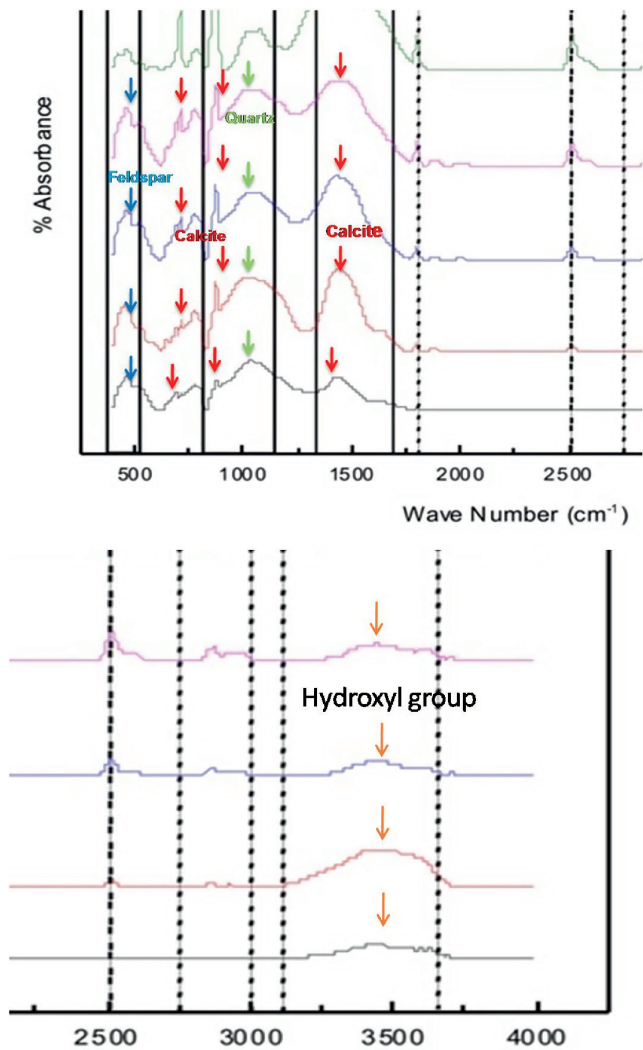 % Absorbance
Quartz
Feldspar
Calcite
Calcite
500 1000 1500 2000 2500
Wave Number (cm⁻¹)
Hydroxyl group
2500 3000 3500 4000